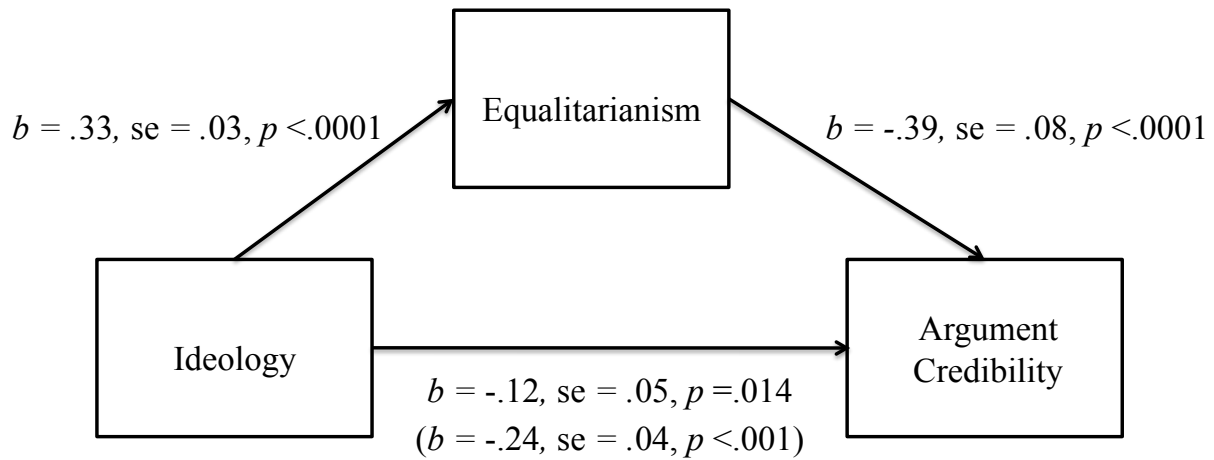 Equalitarianism
b = .33, se = .03, p <.0001
b = -.39, se = .08, p <.0001
Ideology
Argument
Credibility
b = -.12, se = .05, p =.014
(b = -.24, se = .04, p <.001)